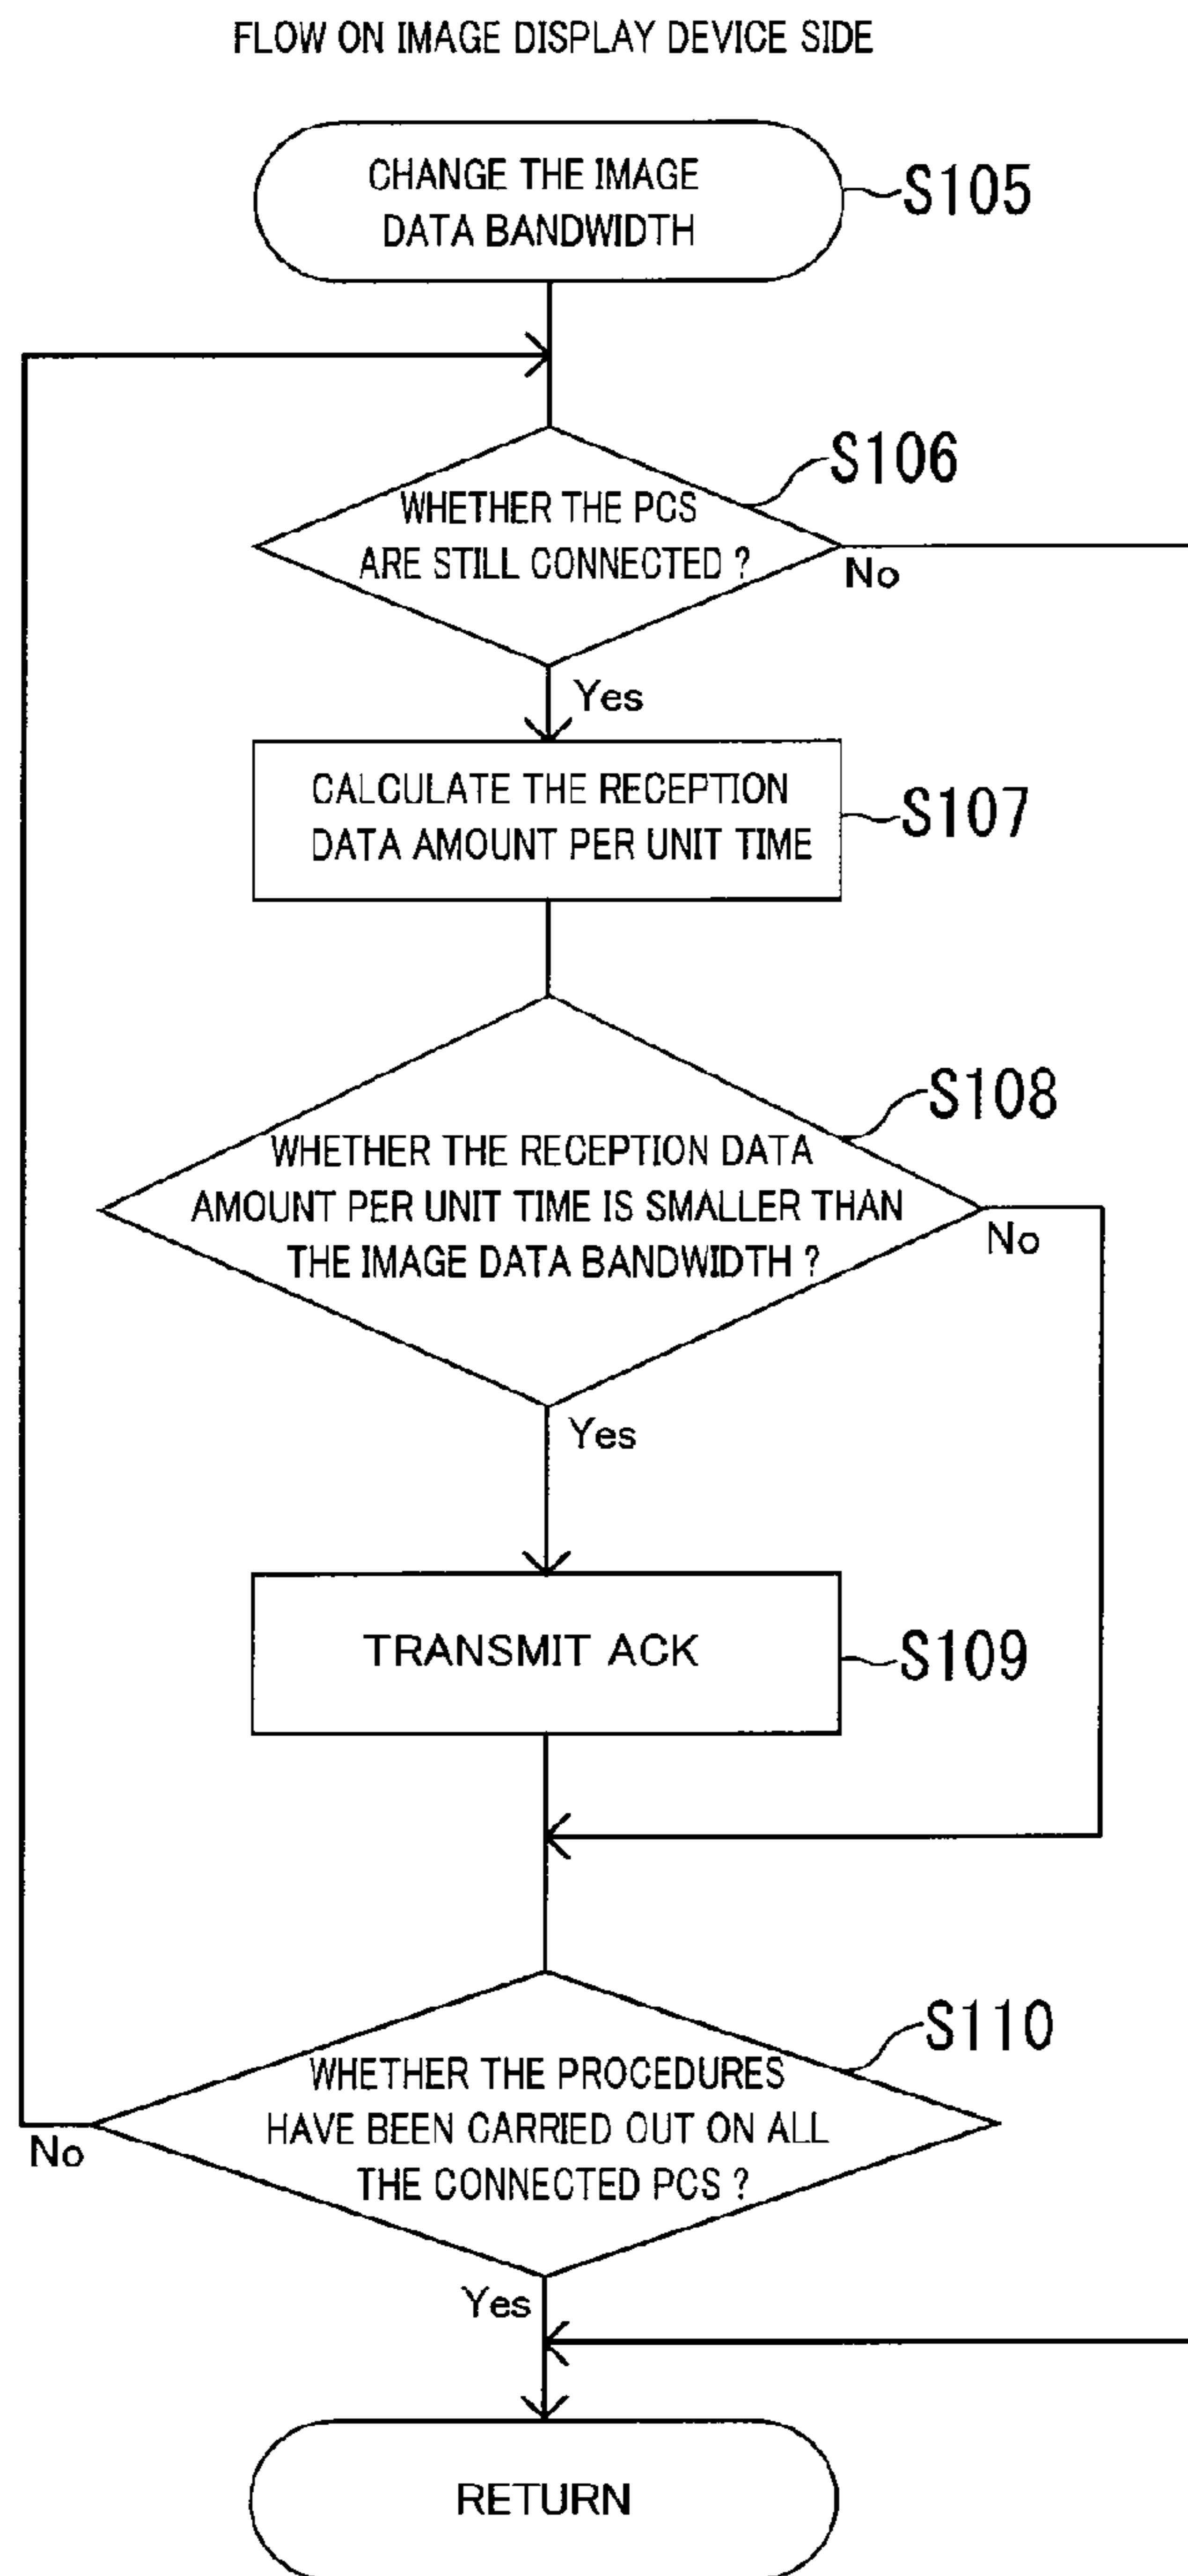 FLOW ON IMAGE DISPLAY DEVICE SIDE
CHANGE THE IMAGE
DATA BANDWIDTH
S105
S106
WHETHER THE PCS
ARE STILL CONNECTED ?
No
Yes
CALCULATE THE RECEPTION
DATA AMOUNT PER UNIT TIME
S107
S108
WHETHER THE RECEPTION DATA
AMOUNT PER UNIT TIME IS SMALLER THAN
THE IMAGE DATA BANDWIDTH ?
No
Yes
TRANSMIT ACK
S109
S110
WHETHER THE PROCEDURES
HAVE BEEN CARRIED OUT ON ALL
THE CONNECTED PCS ?
No
Yes
RETURN